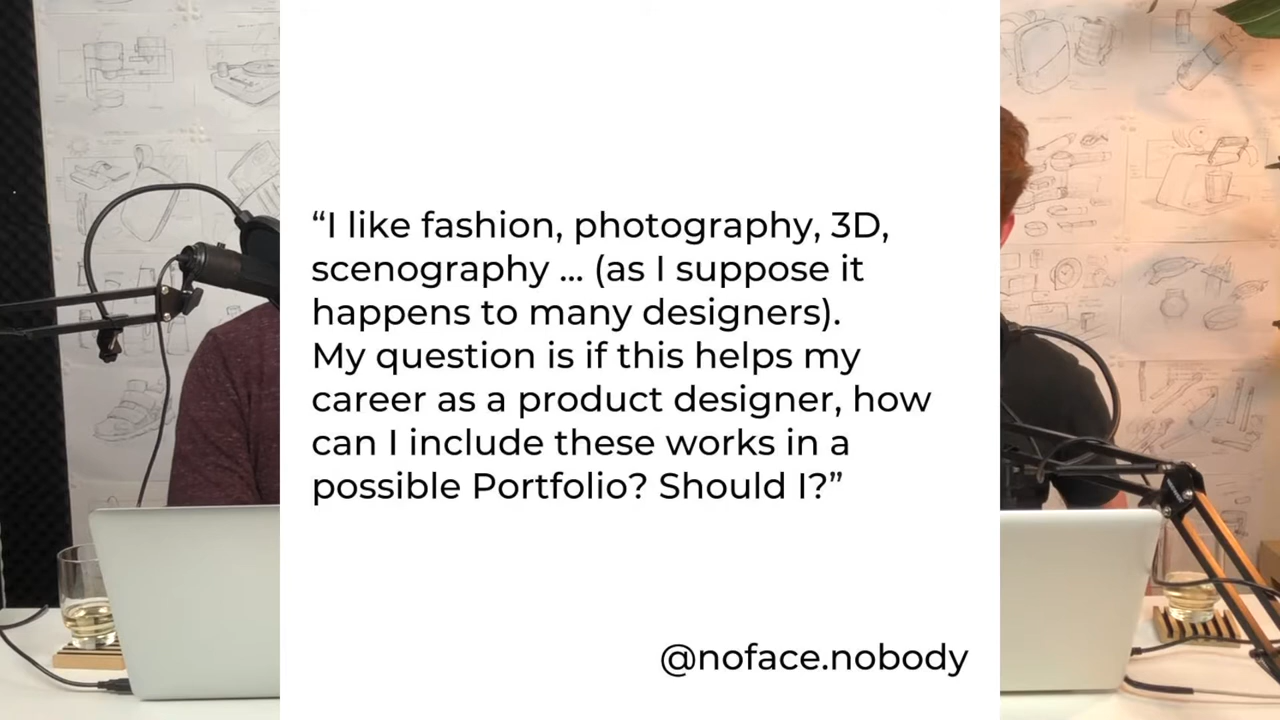 “I like fashion, photography, 3D,
scenography ... (as I suppose it
happens to many designers).
My question is if this helps my
career as a product designer, how
can I include these works in a
possible Portfolio? Should I?”
@noface.nobody